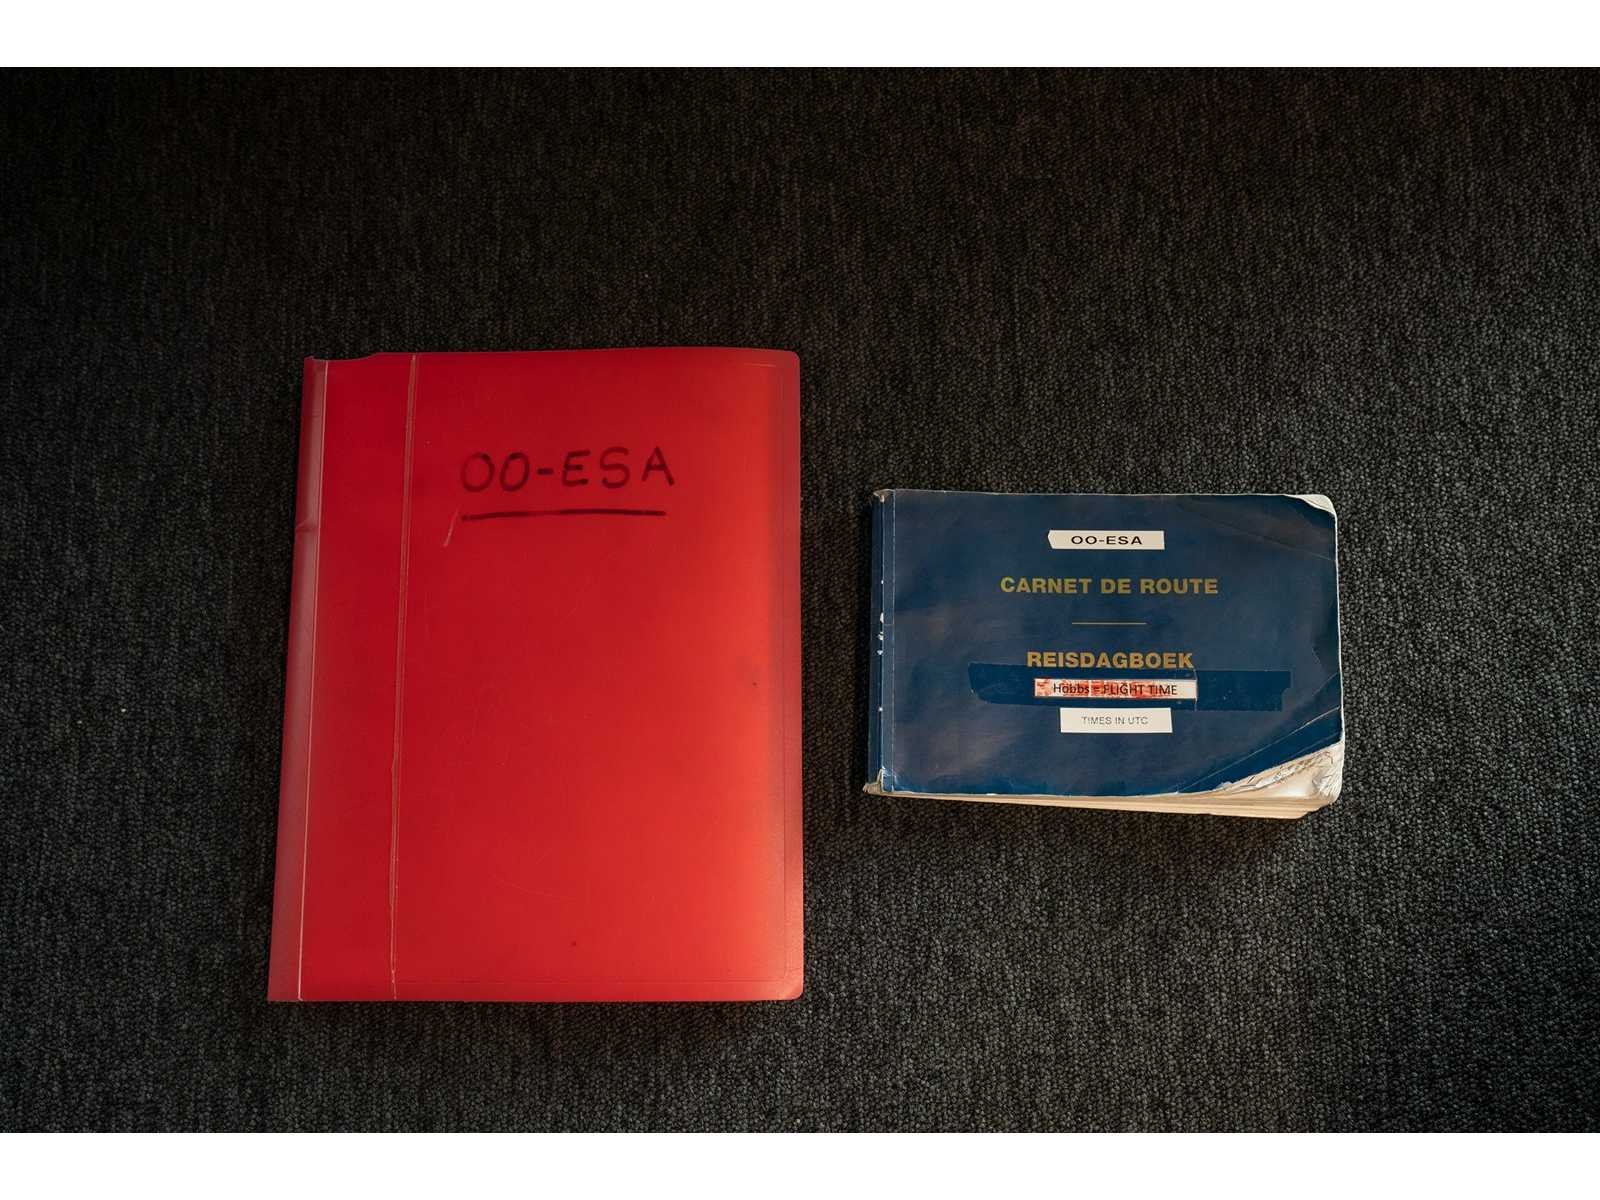 OO-ESA
OO-ESA
CARNET DE ROUTE
REISDAGBOEK
Hobbs = FLIGHT TIME
TIMES IN UTC